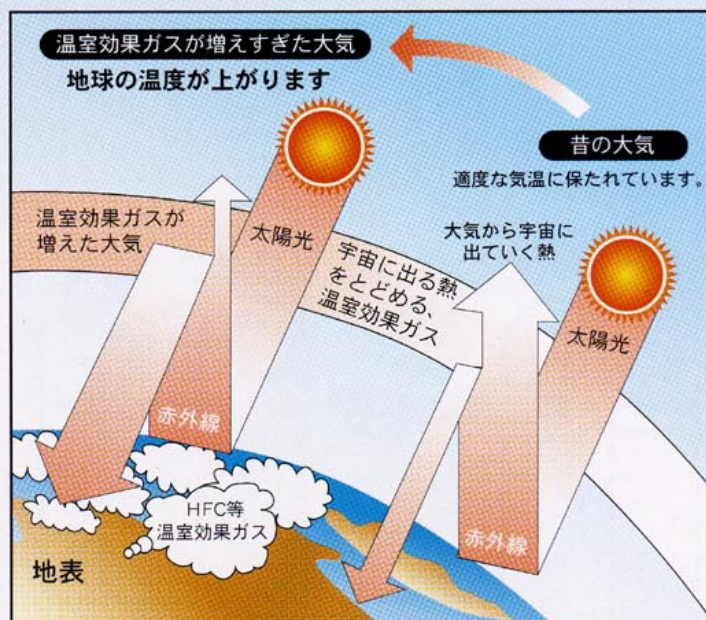 温室効果ガスが増えすぎた大気
地球の温度が上がります
昔の大気
適度な気温に保たれています。
温室効果ガスが
増えた大気
太陽光
宇宙に出る熱
をとどめる、
温室効果ガス
大気から宇宙に
出ていく熱
太陽光
赤外線
赤外線
HFC等
温室効果ガス
地表